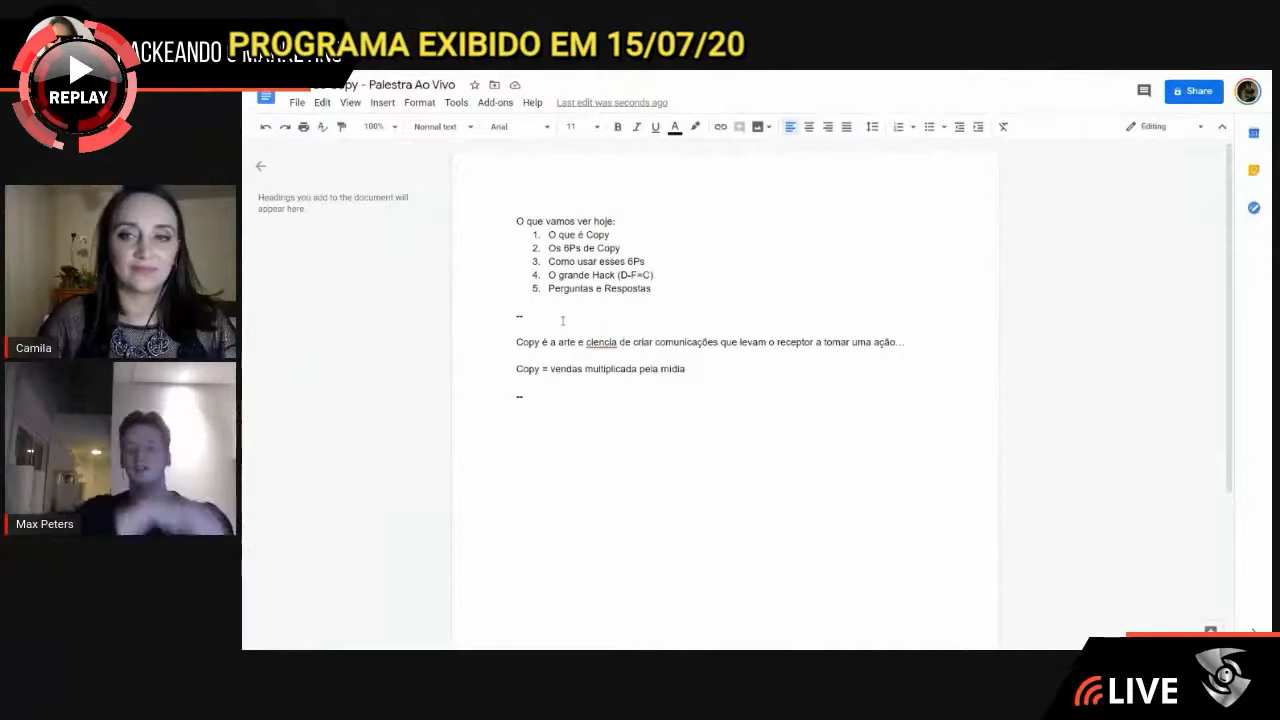 PROGRAMA EXIBIDO EM 15/07/20
REPLAY
Copy - Palestra Ao Vivo
File Edit View Insert Format Tools Add-ons Help Last edit was seconds ago
Share
100% Normal text Arial 11 B I U A Editing
Headings you add to the document will
appear here.
O que vamos ver hoje:
1. O que é Copy
2. Os 6Ps de Copy
3. Como usar esses 6Ps
4. O grande Hack (D-F=C)
5. Perguntas e Respostas
--
Copy é a arte e ciencia de criar comunicações que levam o receptor a tomar uma ação...
Copy = vendas multiplicada pela mídia
--
Camila
Max Peters
LIVE